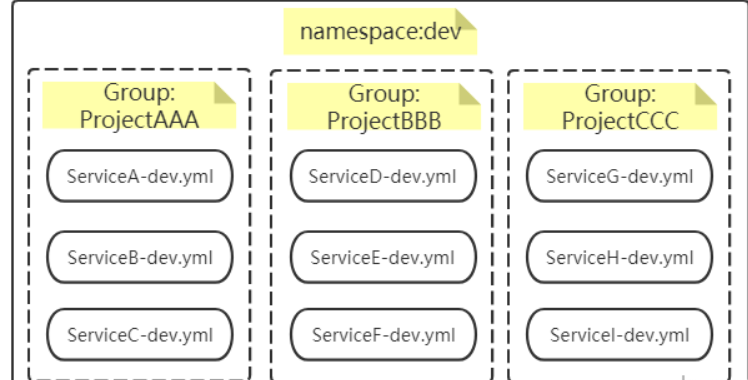 namespace:dev
Group:
ProjectAAA
ServiceA-dev.yml
ServiceB-dev.yml
ServiceC-dev.yml
Group:
ProjectBBB
ServiceD-dev.yml
ServiceE-dev.yml
ServiceF-dev.yml
Group:
ProjectCCC
ServiceG-dev.yml
ServiceH-dev.yml
ServiceI-dev.yml